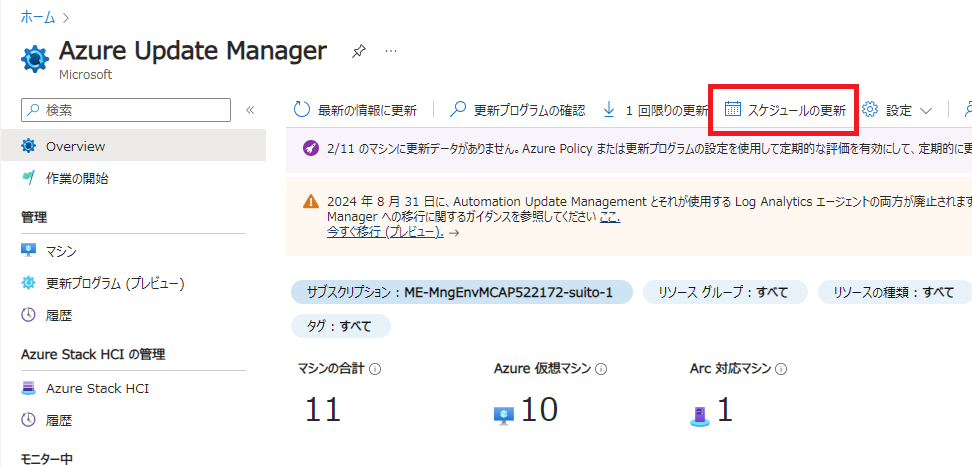 ホーム
Azure Update Manager
Microsoft
検索
最新の情報に更新
更新プログラムの確認
1 回限りの更新
スケジュールの更新
設定
Overview
作業の開始
管理
マシン
更新プログラム (プレビュー)
履歴
Azure Stack HCI の管理
Azure Stack HCI
履歴
モニター中
2/11 のマシンに更新データがありません。Azure Policy または更新プログラムの設定を使用して定期的な評価を有効にして、定期的に更
2024 年 8 月 31 日に、Automation Update Management とそれが使用する Log Analytics エージェントの両方が廃止されます
Manager への移行に関するガイダンスを参照してください ここ.
今すぐ移行 (プレビュー). →
サブスクリプション : ME-MngEnvMCAP522172-suito-1
リソース グループ : すべて
リソースの種類 : すべて
タグ : すべて
マシンの合計
11
Azure 仮想マシン
10
Arc 対応マシン
1